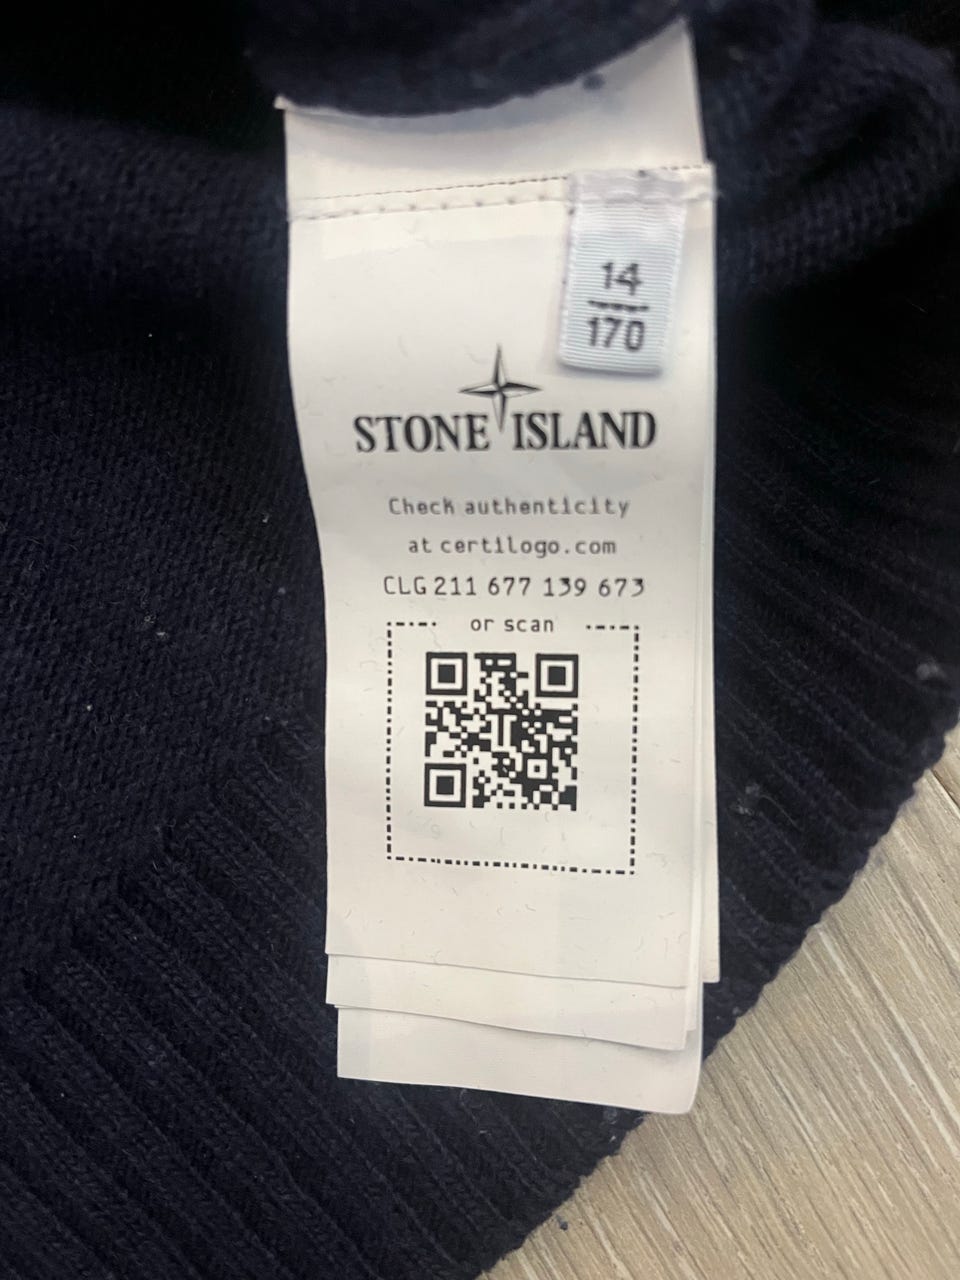 14
170
STONE ISLAND
Check authenticity
at certilogo.com
CLG 211 677 139 673
or scan